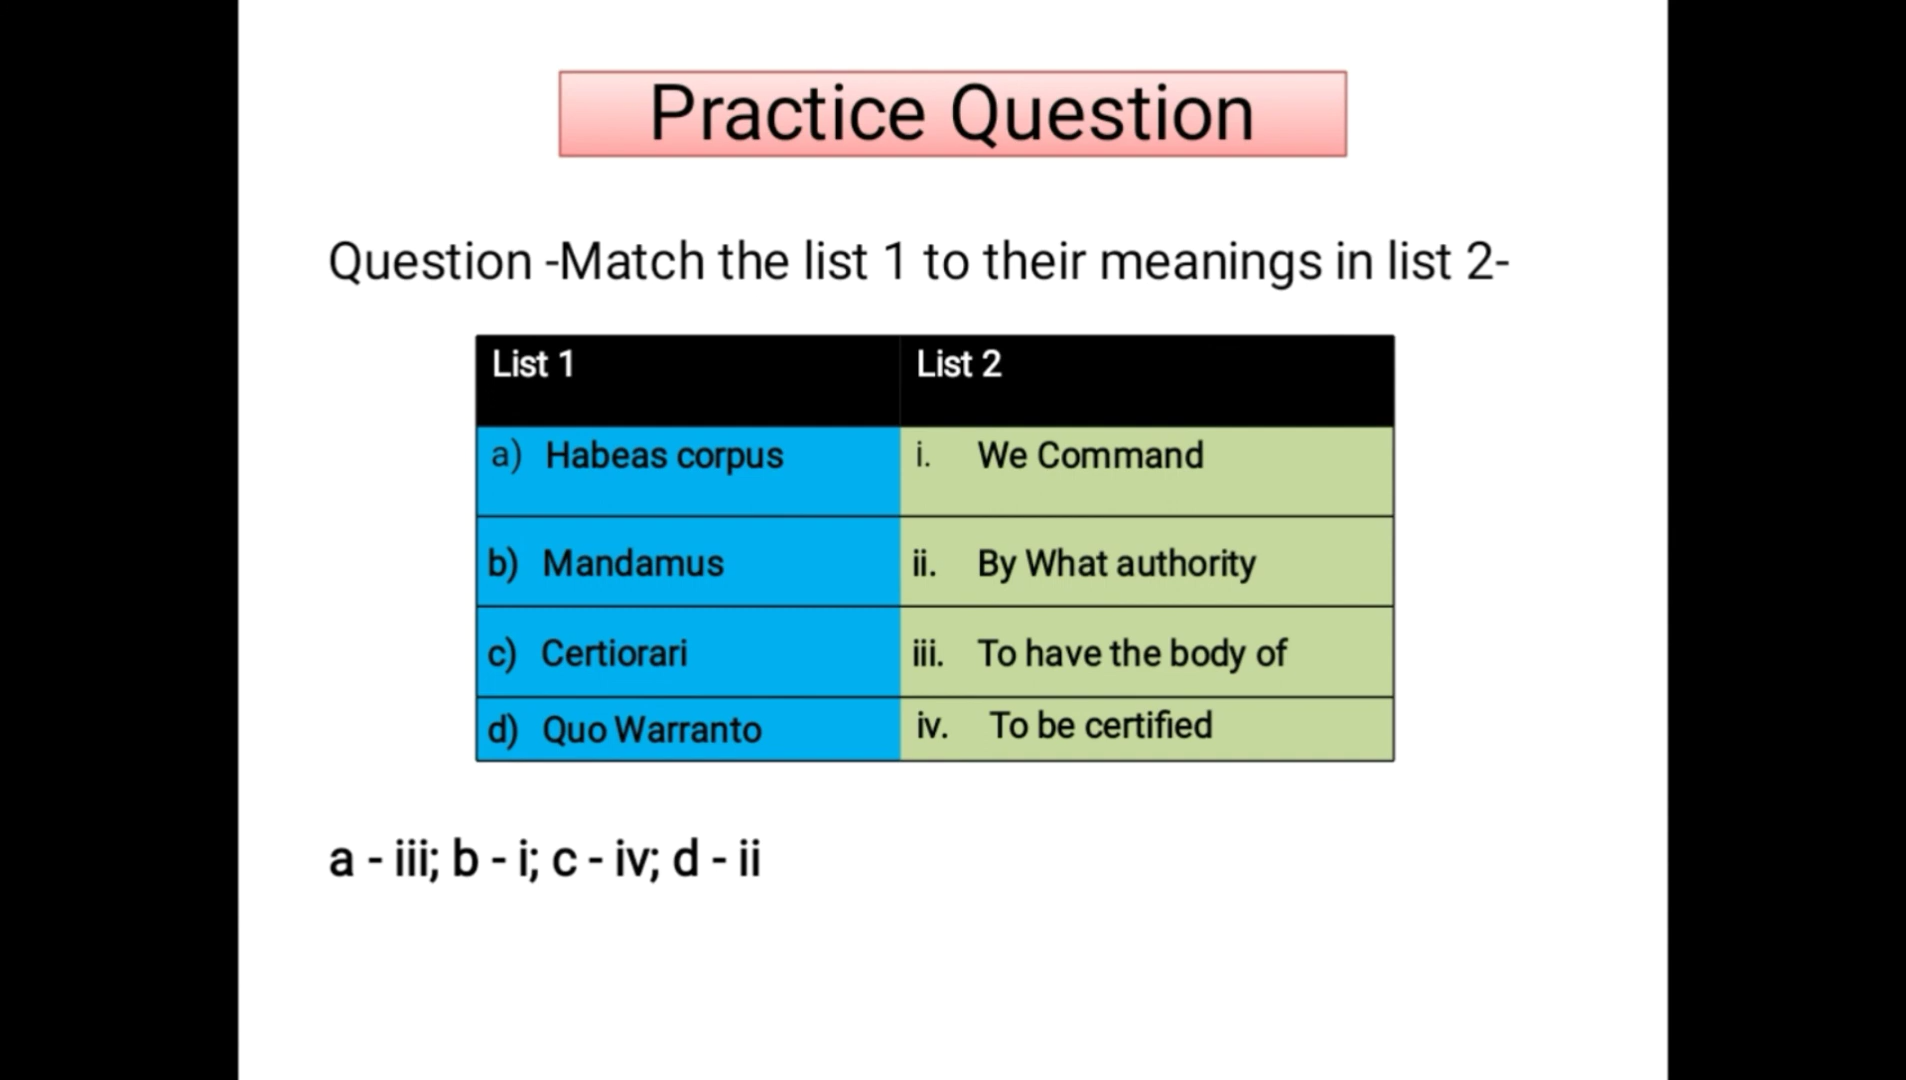 Practice Question
Question -Match the list 1 to their meanings in list 2-
List 1 List 2
a) Habeas corpus i. We Command
b) Mandamus ii. By What authority
c) Certiorari iii. To have the body of
d) Quo Warranto iv. To be certified
a - iii; b - i; c - iv; d - ii